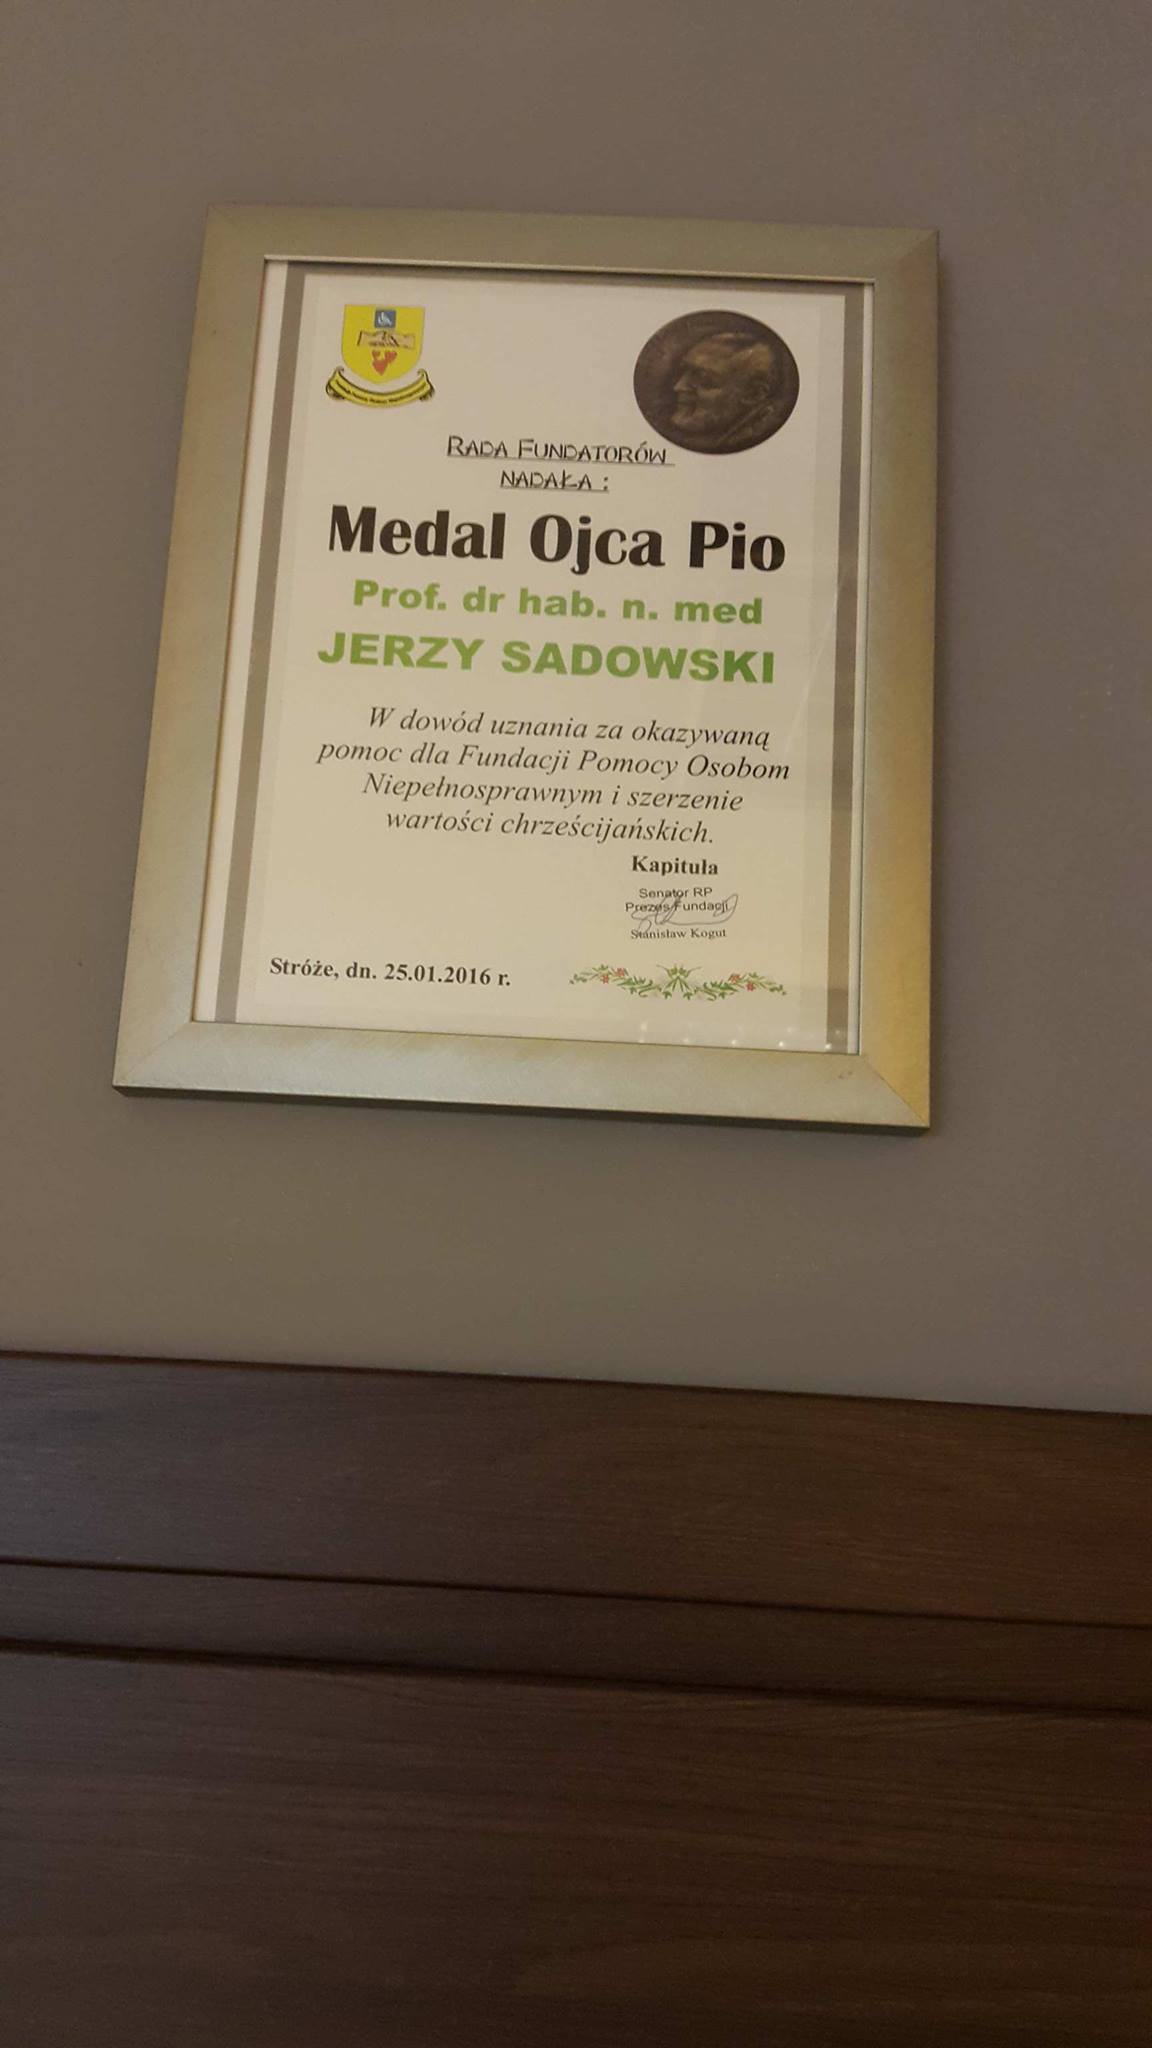 RADA FUNDATORÓW
NADAŁA:
Medal Ojca Pio
Prof. dr hab. n. med
JERZY SADOWSKI
W dowód uznania za okazywaną
pomoc dla Fundacji Pomocy Osobom
Niepełnosprawnym i szerzenie
wartości chrześcijańskich.
Kapituła
Senator RP
Prezes Fundacji
Stanisław Kogut
Stróże, dn. 25.01.2016 r.